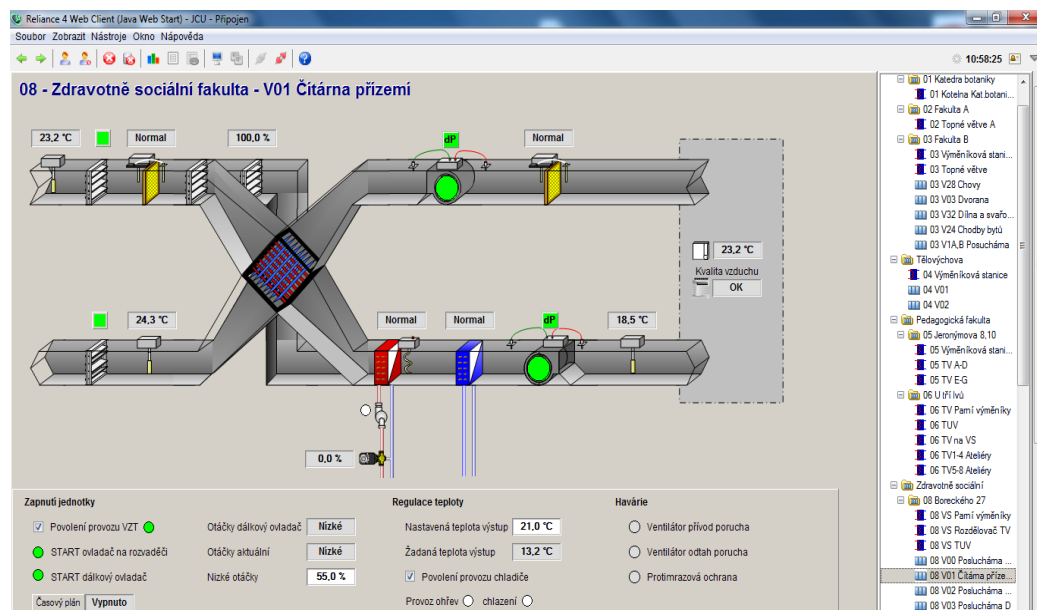 Reliance 4 Web Client (Java Web Start) - JCU - Připojen
Soubor Zobrazit Nástroje Okno Nápověda
10:58:25
08 - Zdravotně sociální fakulta - V01 Čítárna přízemí
23,2 °C
Normal
100,0 %
dP
Normal
23,2 °C
Kvalita vzduchu
OK
24,3 °C
Normal
Normal
dP
18,5 °C
0,0 %
Zapnutí jednotky
Povolení provozu VZT
START ovladač na rozvaděči
START dálkový ovladač
Časový plán Vypnuto
Otáčky dálkový ovladač Nízké
Otáčky aktuální Nízké
Nízké otáčky 55,0 %
Regulace teploty
Nastavená teplota výstup 21,0 °C
Žádaná teplota výstup 13,2 °C
Povolení provozu chladiče
Provoz ohřev chlazení
Havárie
Ventilátor přívod porucha
Ventilátor odtah porucha
Protimrazová ochrana
01 Katedra botaniky
01 Kotelna Kat.botani...
02 Fakulta A
02 Topné větve A
03 Fakulta B
03 Výměníková stani...
03 Topné větve
03 V28 Chovy
03 V03 Dvorana
03 V32 Dílna a svařo...
03 V24 Chodby bytů
03 V1A,B Posuchárna
Tělovýchova
04 Výměníková stanice
04 V01
04 V02
Pedagogická fakulta
05 Jeronýmova 8,10
05 Výměníková stani...
05 TV A-D
05 TV E-G
06 U tří lvů
06 TV Parní výměníky
06 TUV
06 TV na VS
06 TV1-4 Ateliéry
06 TV5-8 Ateliéry
Zdravotně sociální
08 Boreckého 27
08 VS Parní výměníky
08 VS Rozdělovač TV
08 VS TUV
08 V00 Poslucháma ...
08 V01 Čítárna příze...
08 V02 Poslucháma ...
08 V03 Poslucháma D